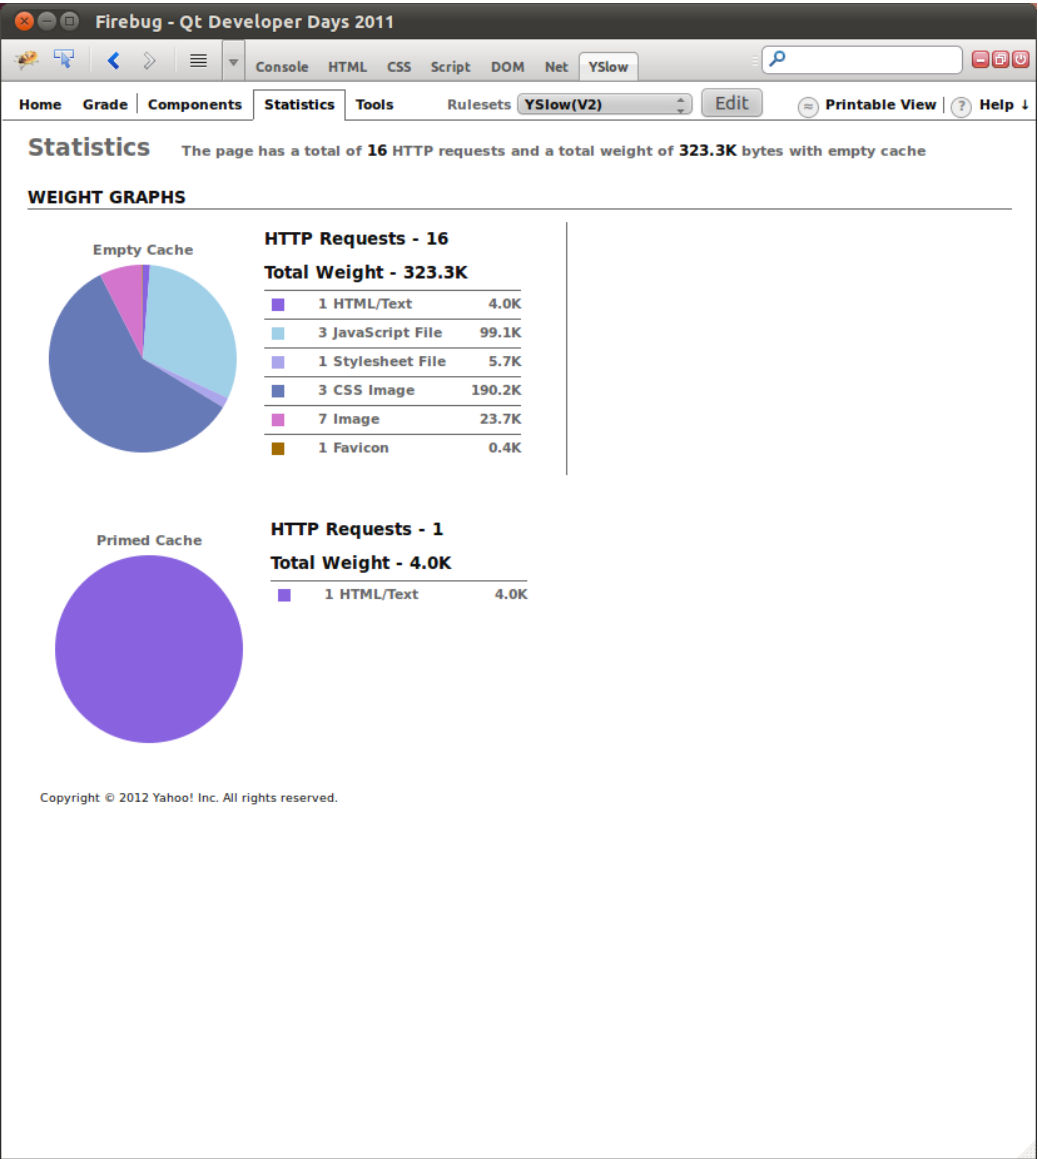 Firebug - Qt Developer Days 2011
Console HTML CSS Script DOM Net YSlow
Home Grade Components Statistics Tools Rulesets YSlow(V2) Edit Printable View ? Help ↓
Statistics The page has a total of 16 HTTP requests and a total weight of 323.3K bytes with empty cache
WEIGHT GRAPHS
Empty Cache
HTTP Requests - 16
Total Weight - 323.3K
1 HTML/Text 4.0K
3 JavaScript File 99.1K
1 Stylesheet File 5.7K
3 CSS Image 190.2K
7 Image 23.7K
1 Favicon 0.4K
Primed Cache
HTTP Requests - 1
Total Weight - 4.0K
1 HTML/Text 4.0K
Copyright © 2012 Yahoo! Inc. All rights reserved.